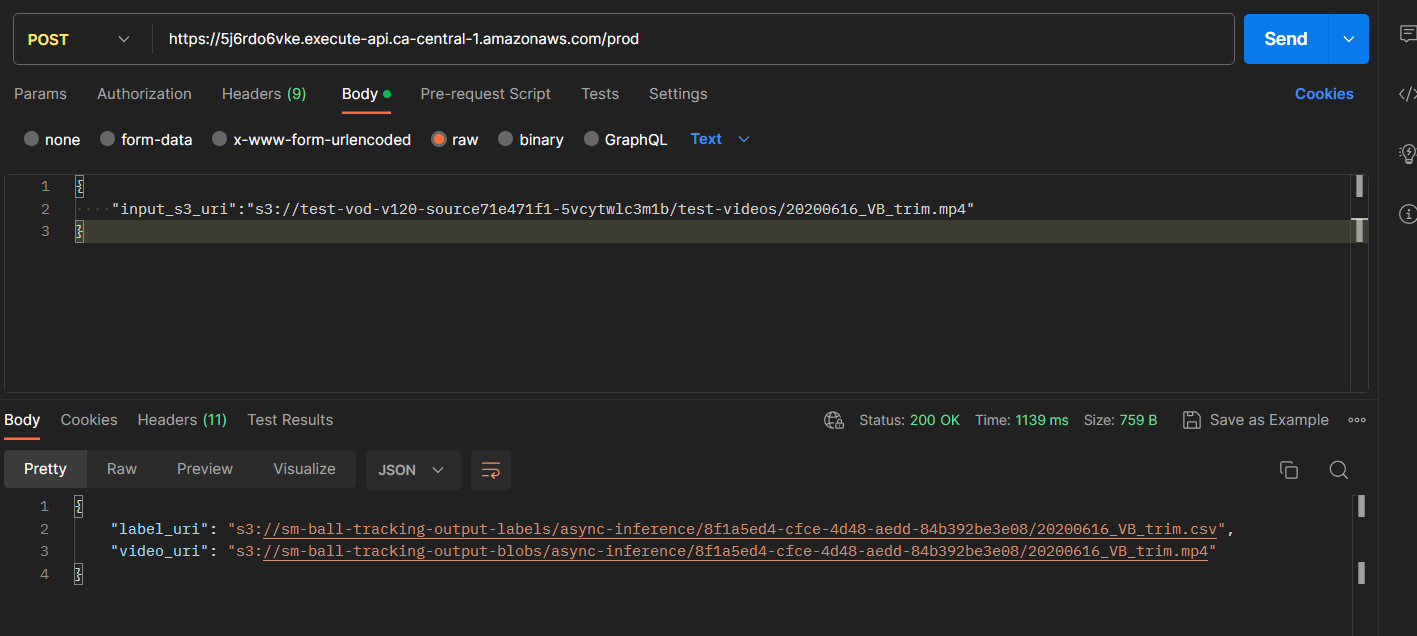 POST https://5j6rdo6vke.execute-api.ca-central-1.amazonaws.com/prod Send
Params Authorization Headers (9) Body Pre-request Script Tests Settings Cookies
none form-data x-www-form-urlencoded raw binary GraphQL Text
1 {
2 "input_s3_uri":"s3://test-vod-v120-source71e471f1-5vcytwlc3m1b/test-videos/20200616_VB_trim.mp4"
3 }
Body Cookies Headers (11) Test Results Status: 200 OK Time: 1139 ms Size: 759 B Save as Example
Pretty Raw Preview Visualize JSON
1 {
2 "label_uri": "s3://sm-ball-tracking-output-labels/async-inference/8f1a5ed4-cfce-4d48-aedd-84b392be3e08/20200616_VB_trim.csv",
3 "video_uri": "s3://sm-ball-tracking-output-blobs/async-inference/8f1a5ed4-cfce-4d48-aedd-84b392be3e08/20200616_VB_trim.mp4"
4 }